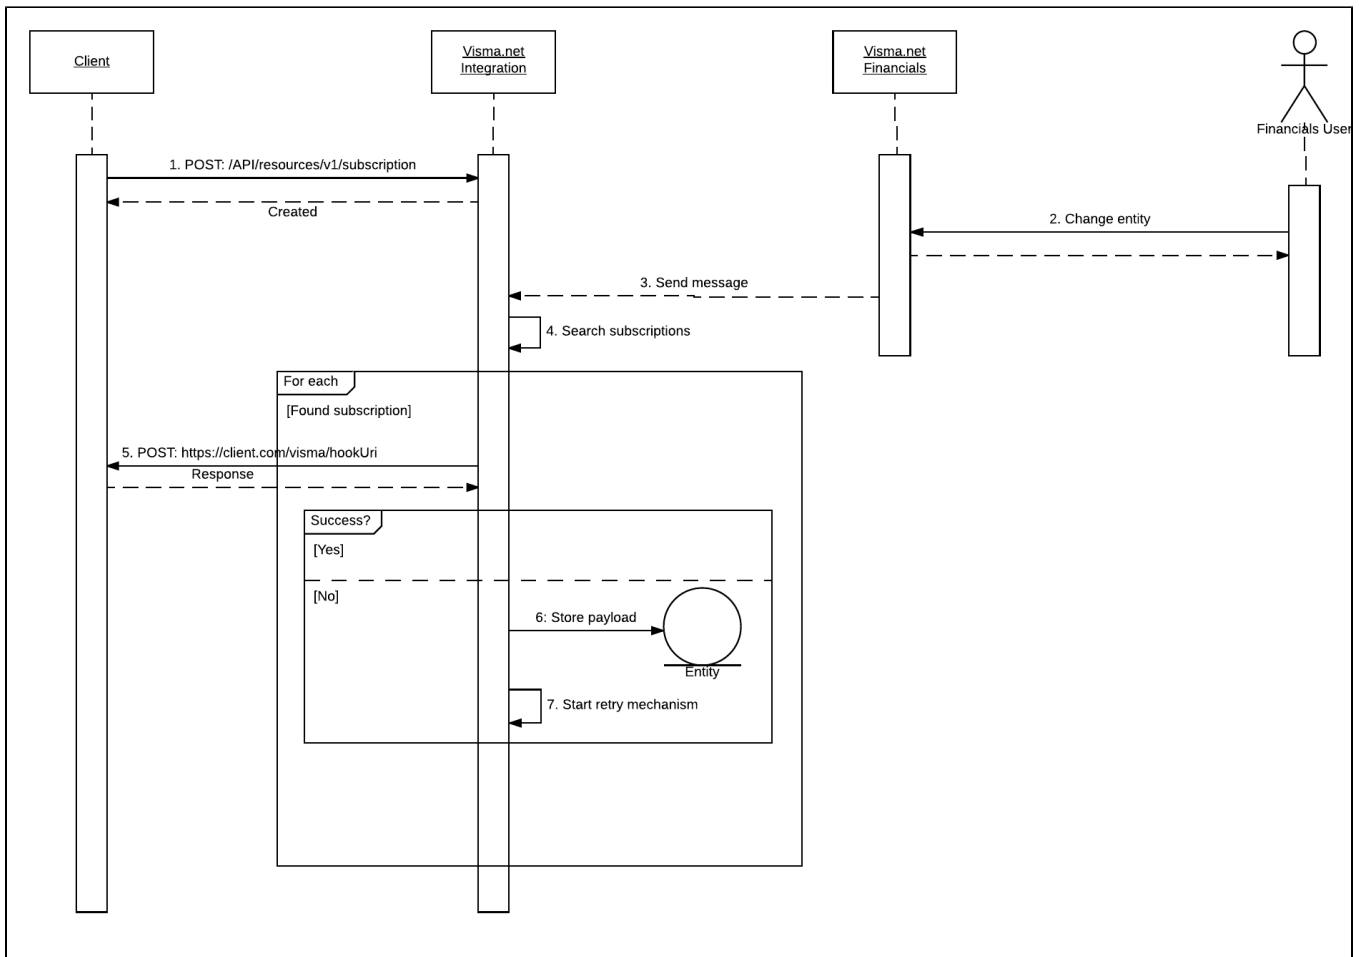 Client
Visma.net
Integration
Visma.net
Financials
Financials User
1. POST: /API/resources/v1/subscription
Created
2. Change entity
3. Send message
4. Search subscriptions
For each
[Found subscription]
5. POST: https://client.com/visma/hookUri
Response
Success?
[Yes]
[No]
6: Store payload
Entity
7. Start retry mechanism